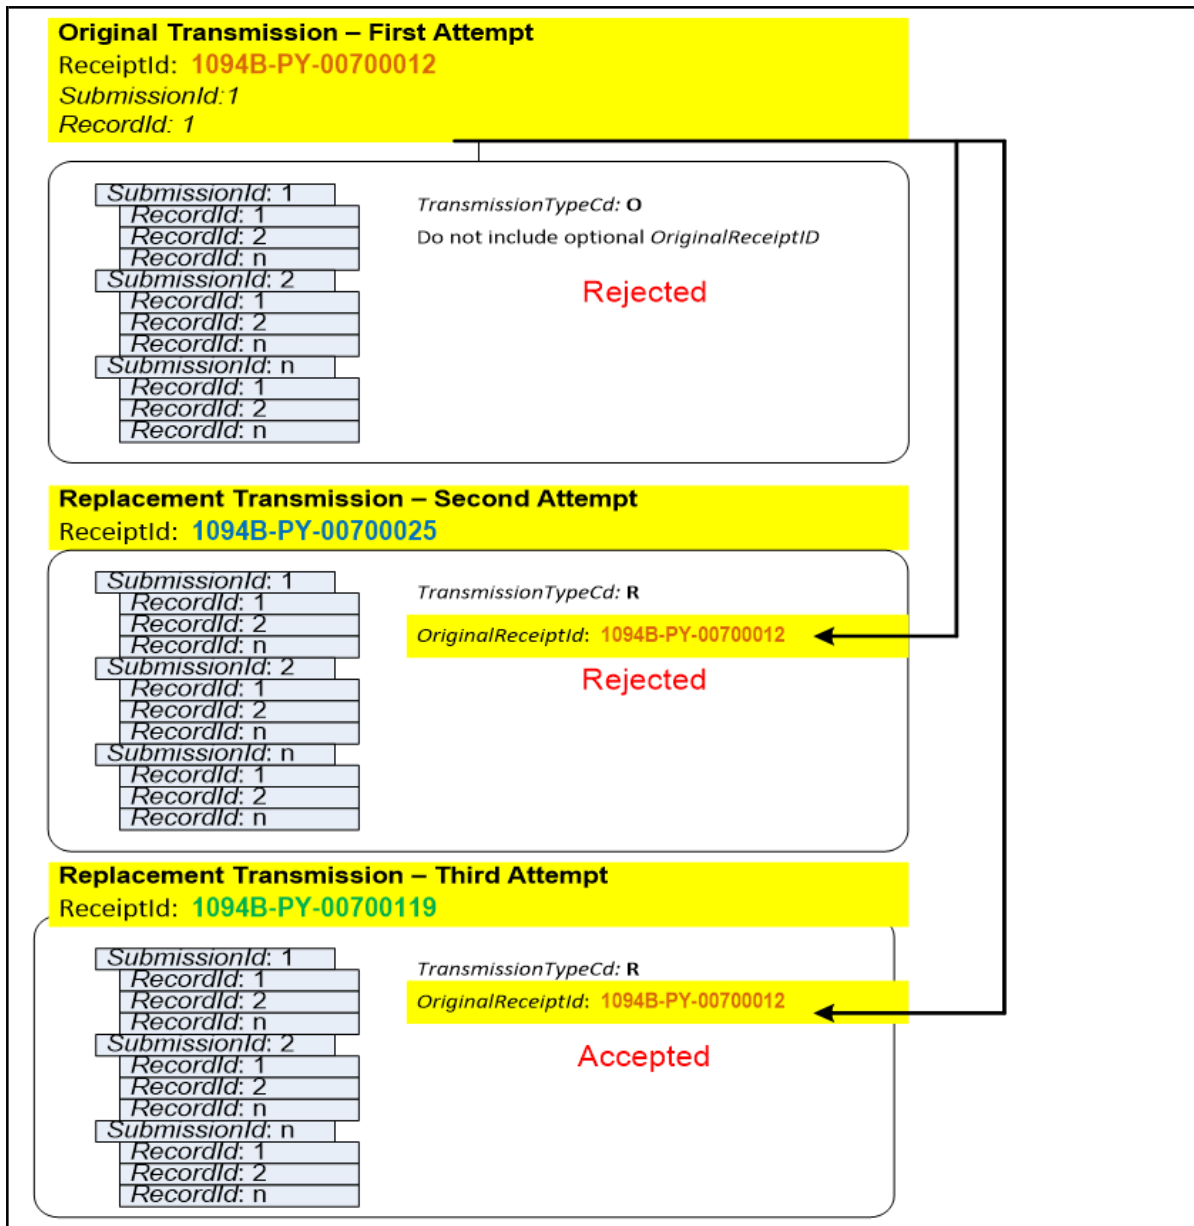 Original Transmission – First Attempt
ReceiptId: 1094B-PY-00700012
SubmissionId:1
RecordId: 1
SubmissionId: 1
RecordId: 1
RecordId: 2
RecordId: n
SubmissionId: 2
RecordId: 1
RecordId: 2
RecordId: n
SubmissionId: n
RecordId: 1
RecordId: 2
RecordId: n
TransmissionTypeCd: O
Do not include optional OriginalReceiptID
Rejected
Replacement Transmission – Second Attempt
ReceiptId: 1094B-PY-00700025
SubmissionId: 1
RecordId: 1
RecordId: 2
RecordId: n
SubmissionId: 2
RecordId: 1
RecordId: 2
RecordId: n
SubmissionId: n
RecordId: 1
RecordId: 2
RecordId: n
TransmissionTypeCd: R
OriginalReceiptId: 1094B-PY-00700012
Rejected
Replacement Transmission – Third Attempt
ReceiptId: 1094B-PY-00700119
SubmissionId: 1
RecordId: 1
RecordId: 2
RecordId: n
SubmissionId: 2
RecordId: 1
RecordId: 2
RecordId: n
SubmissionId: n
RecordId: 1
RecordId: 2
RecordId: n
TransmissionTypeCd: R
OriginalReceiptId: 1094B-PY-00700012
Accepted